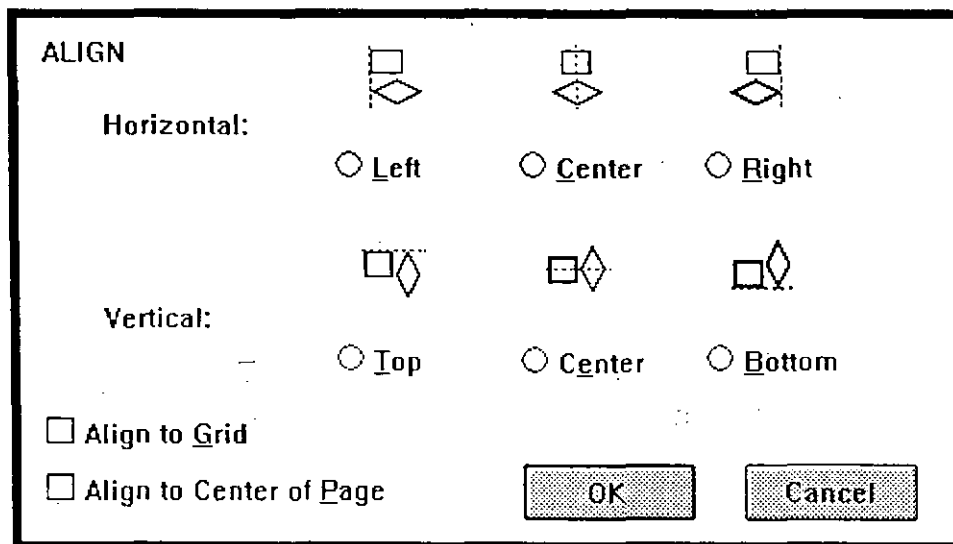 ALIGN
Horizontal:
Left Center Right
Vertical:
Top Center Bottom
Align to Grid
Align to Center of Page
OK Cancel